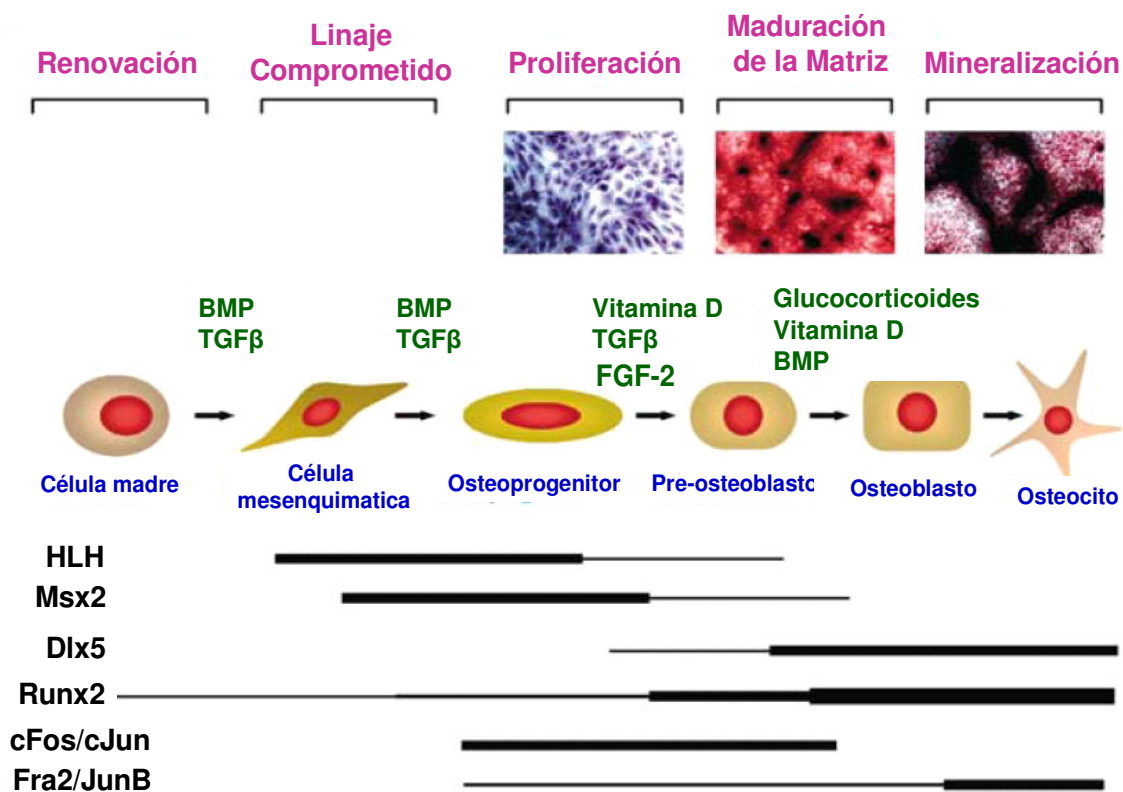 Renovación
Linaje
Comprometido
Proliferación
Maduración
de la Matriz
Mineralización
BMP
TGFβ
BMP
TGFβ
Vitamina D
TGFβ
FGF-2
Glucocorticoides
Vitamina D
BMP
Célula madre
Célula
mesenquimatica
Osteoprogenitor
Pre-osteoblasto
Osteoblasto
Osteocito
HLH
Msx2
Dlx5
Runx2
cFos/cJun
Fra2/JunB